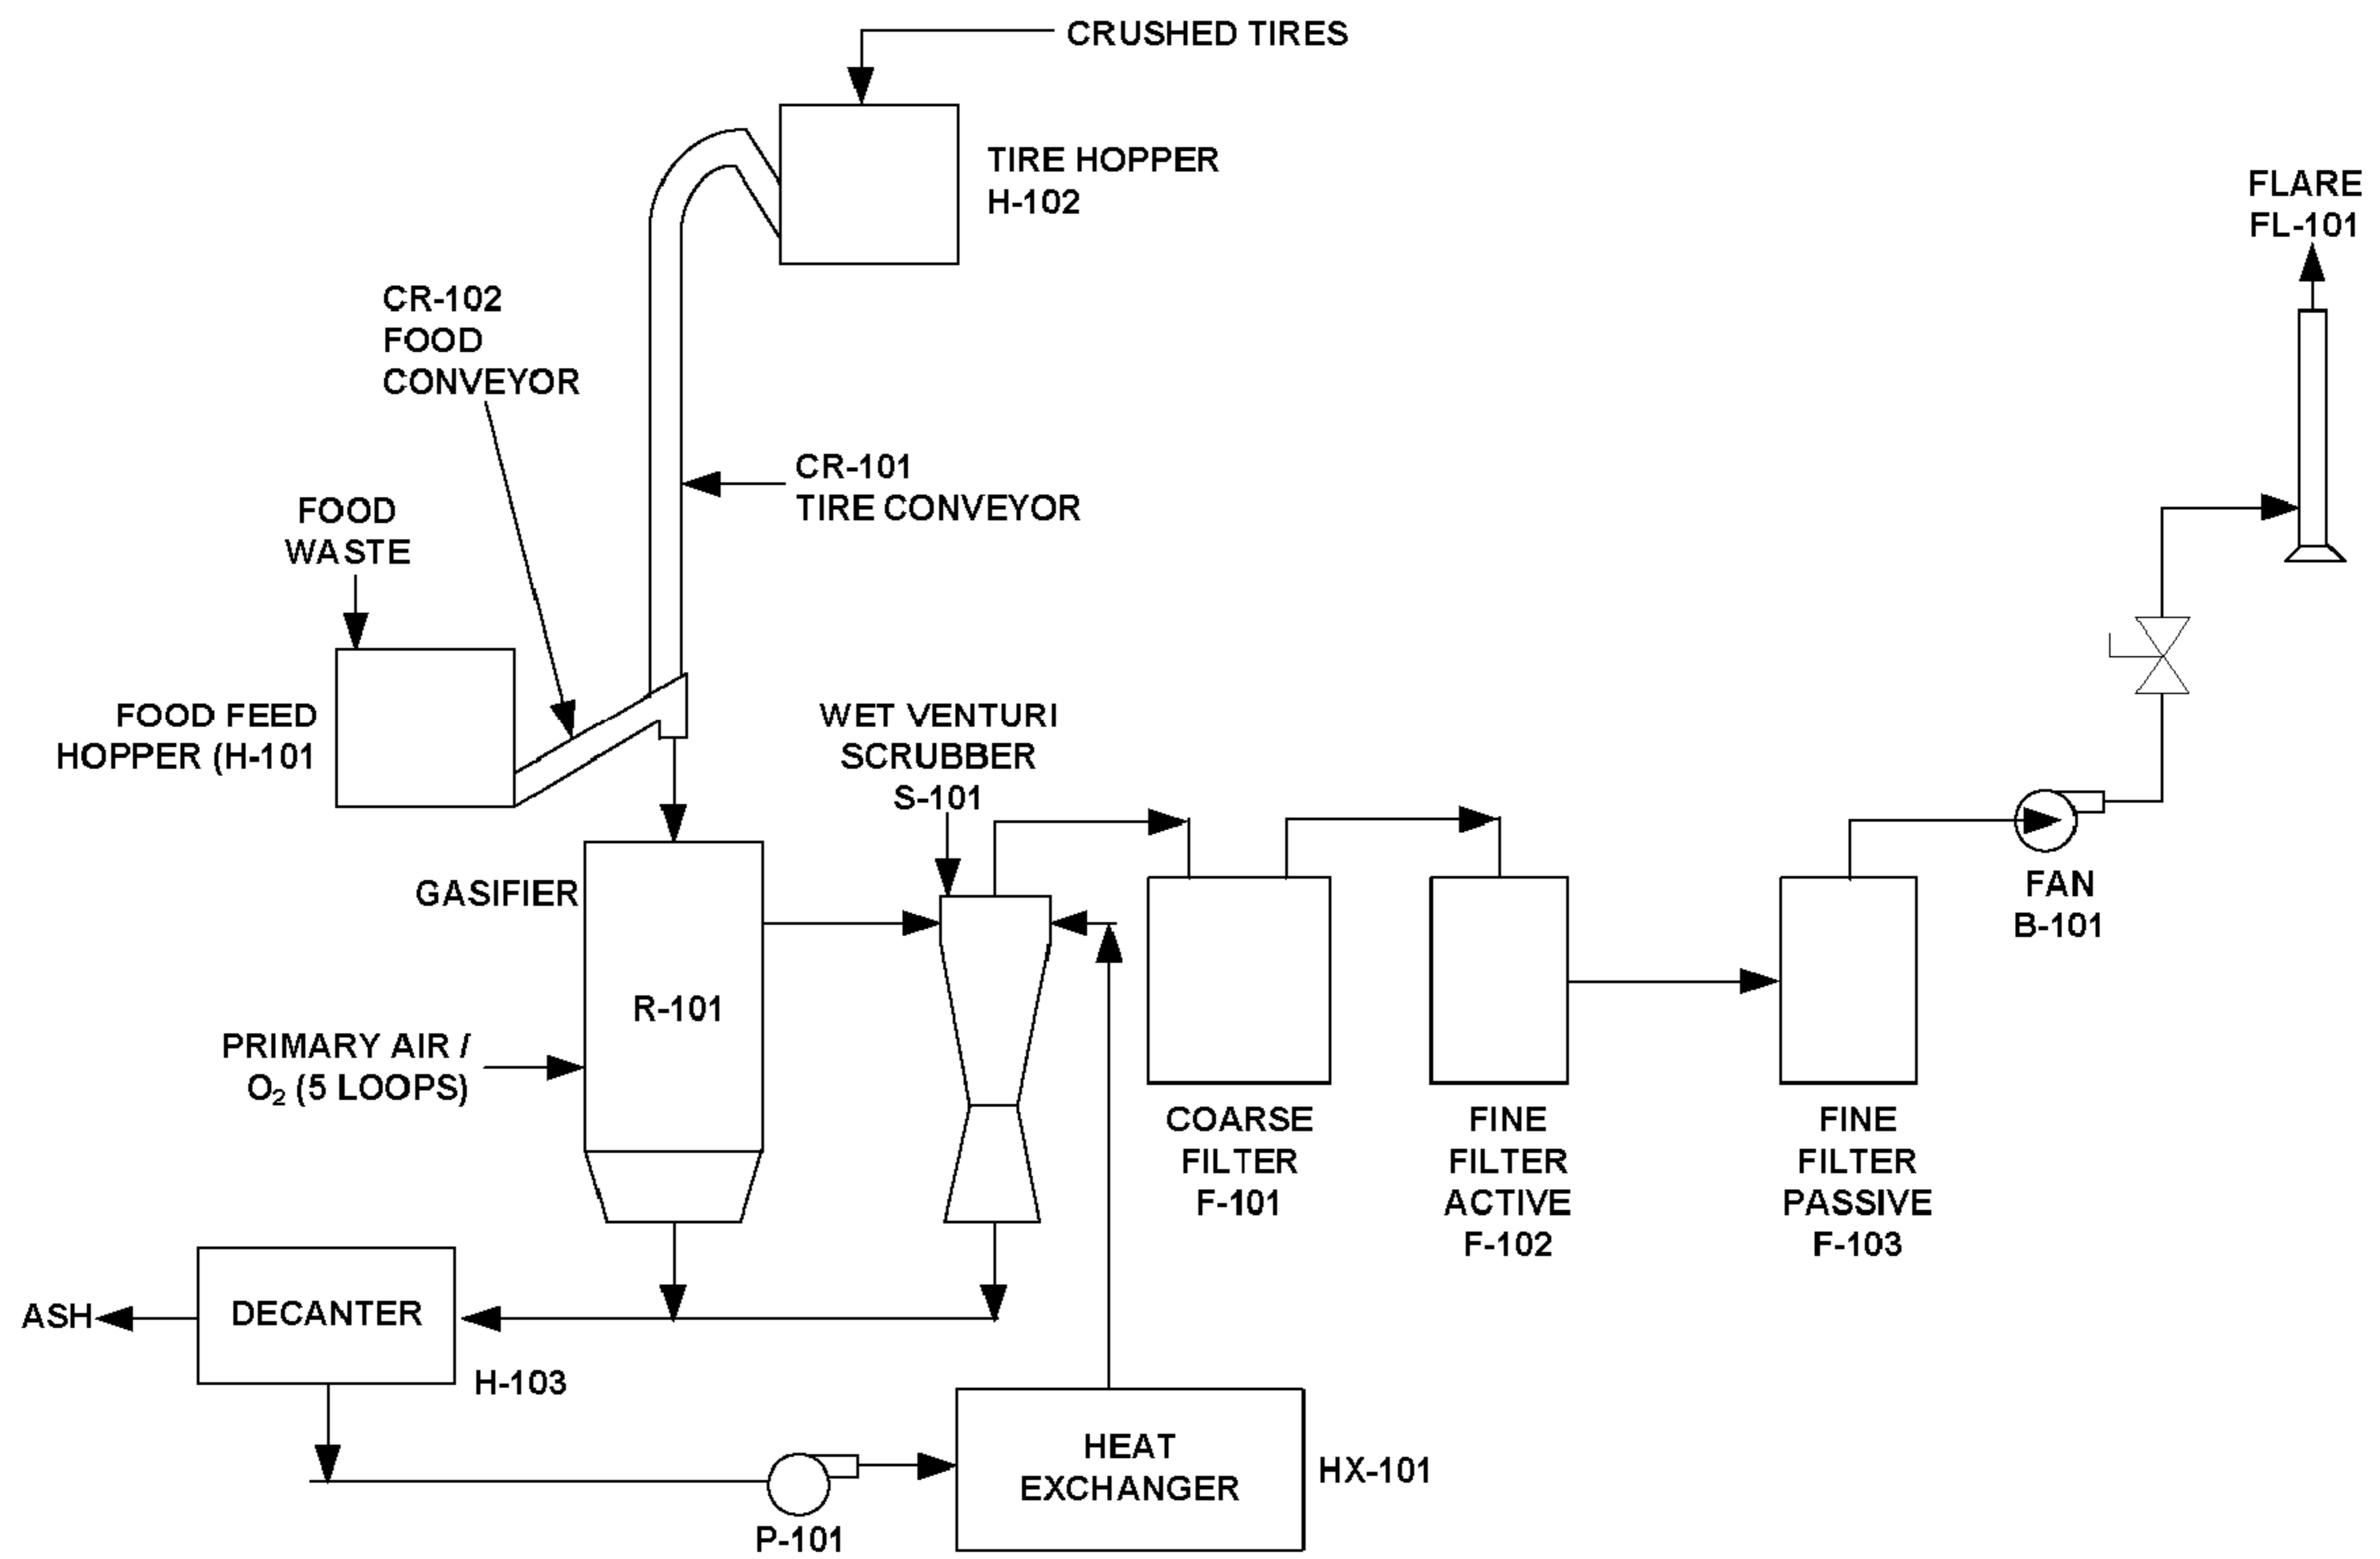 CRUSHED TIRES
TIRE HOPPER
H-102
FLARE
FL-101
CR-102
FOOD
CONVEYOR
CR-101
TIRE CONVEYOR
FOOD
WASTE
FOOD FEED
HOPPER (H-101
WET VENTURI
SCRUBBER
S-101
GASIFIER
R-101
PRIMARY AIR /
O₂ (5 LOOPS)
FAN
B-101
COARSE
FILTER
F-101
FINE
FILTER
ACTIVE
F-102
FINE
FILTER
PASSIVE
F-103
ASH
DECANTER
H-103
HEAT
EXCHANGER
HX-101
P-101